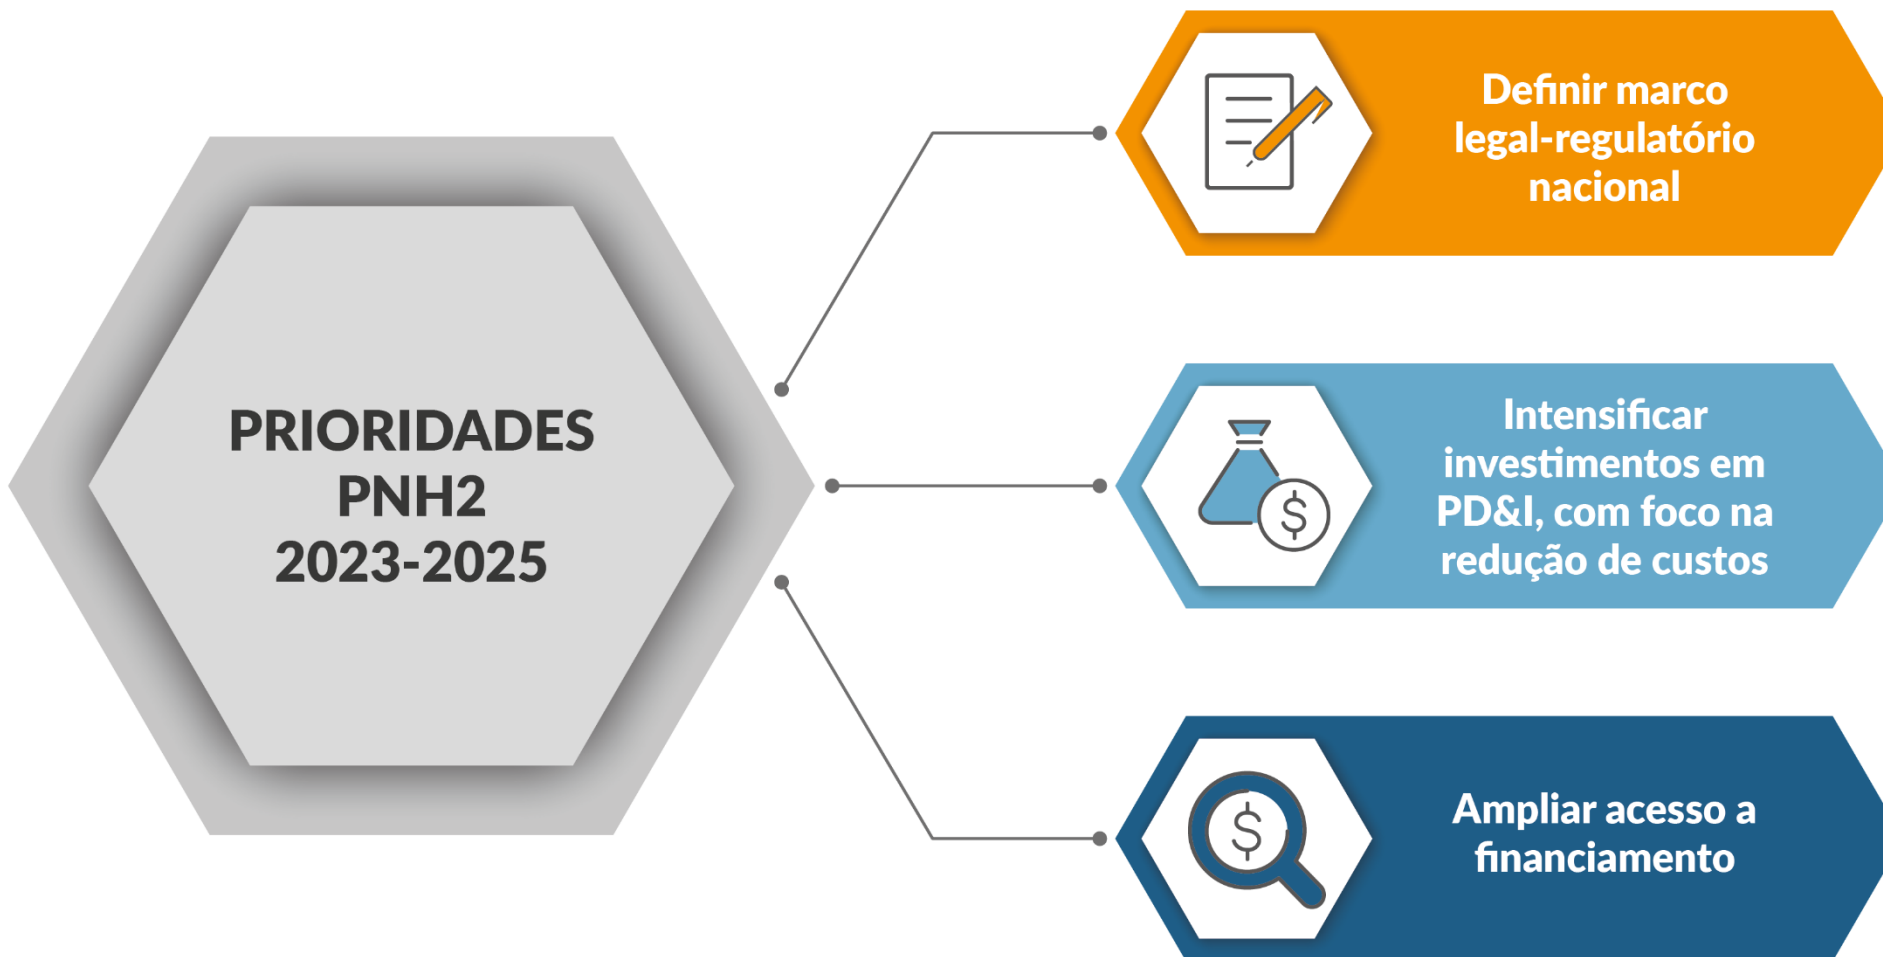 PRIORIDADES
PNH2
2023-2025
Definir marco
legal-regulatório
nacional
Intensificar
investimentos em
PD&I, com foco na
redução de custos
$
Ampliar acesso a
financiamento
$